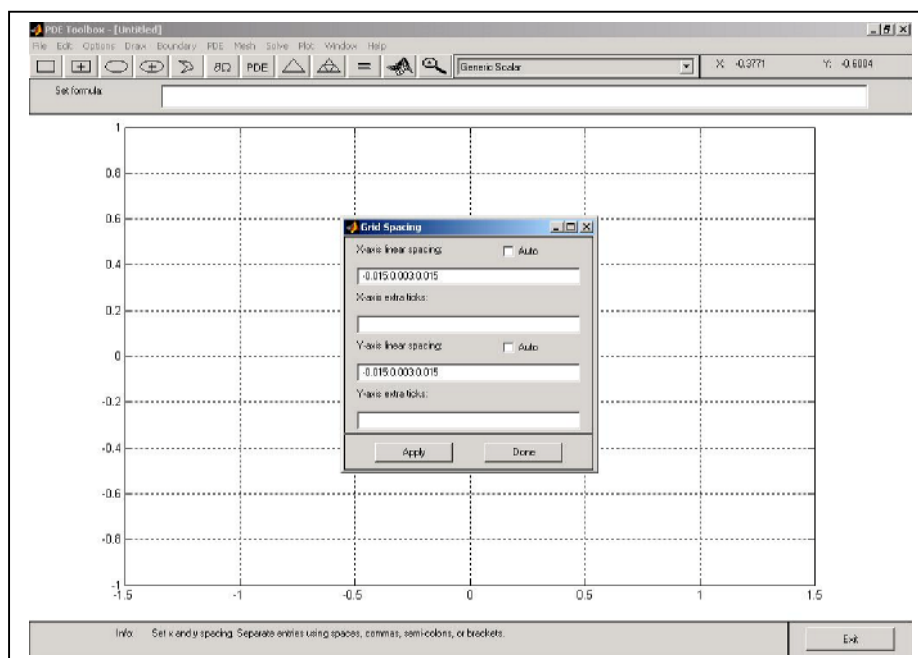 PDE Toolbox - [Untitled]
File Edit Options Draw Boundary PDE Mesh Solve Plot Window Help
∂Ω PDE = Generic Scalar X: -0.3771 Y: -0.6004
Set formula:
1
0.8
0.6
0.4
0.2
0
-0.2
-0.4
-0.6
-0.8
-1
-1.5 -1 -0.5 0 0.5 1 1.5
Grid Spacing
X-axis linear spacing: Auto
-0.015:0.003:0.015
X-axis extra ticks:
Y-axis linear spacing: Auto
-0.015:0.003:0.015
Y-axis extra ticks:
Apply Done
Info: Set x and y spacing. Separate entries using spaces, commas, semi-colons, or brackets.
Exit